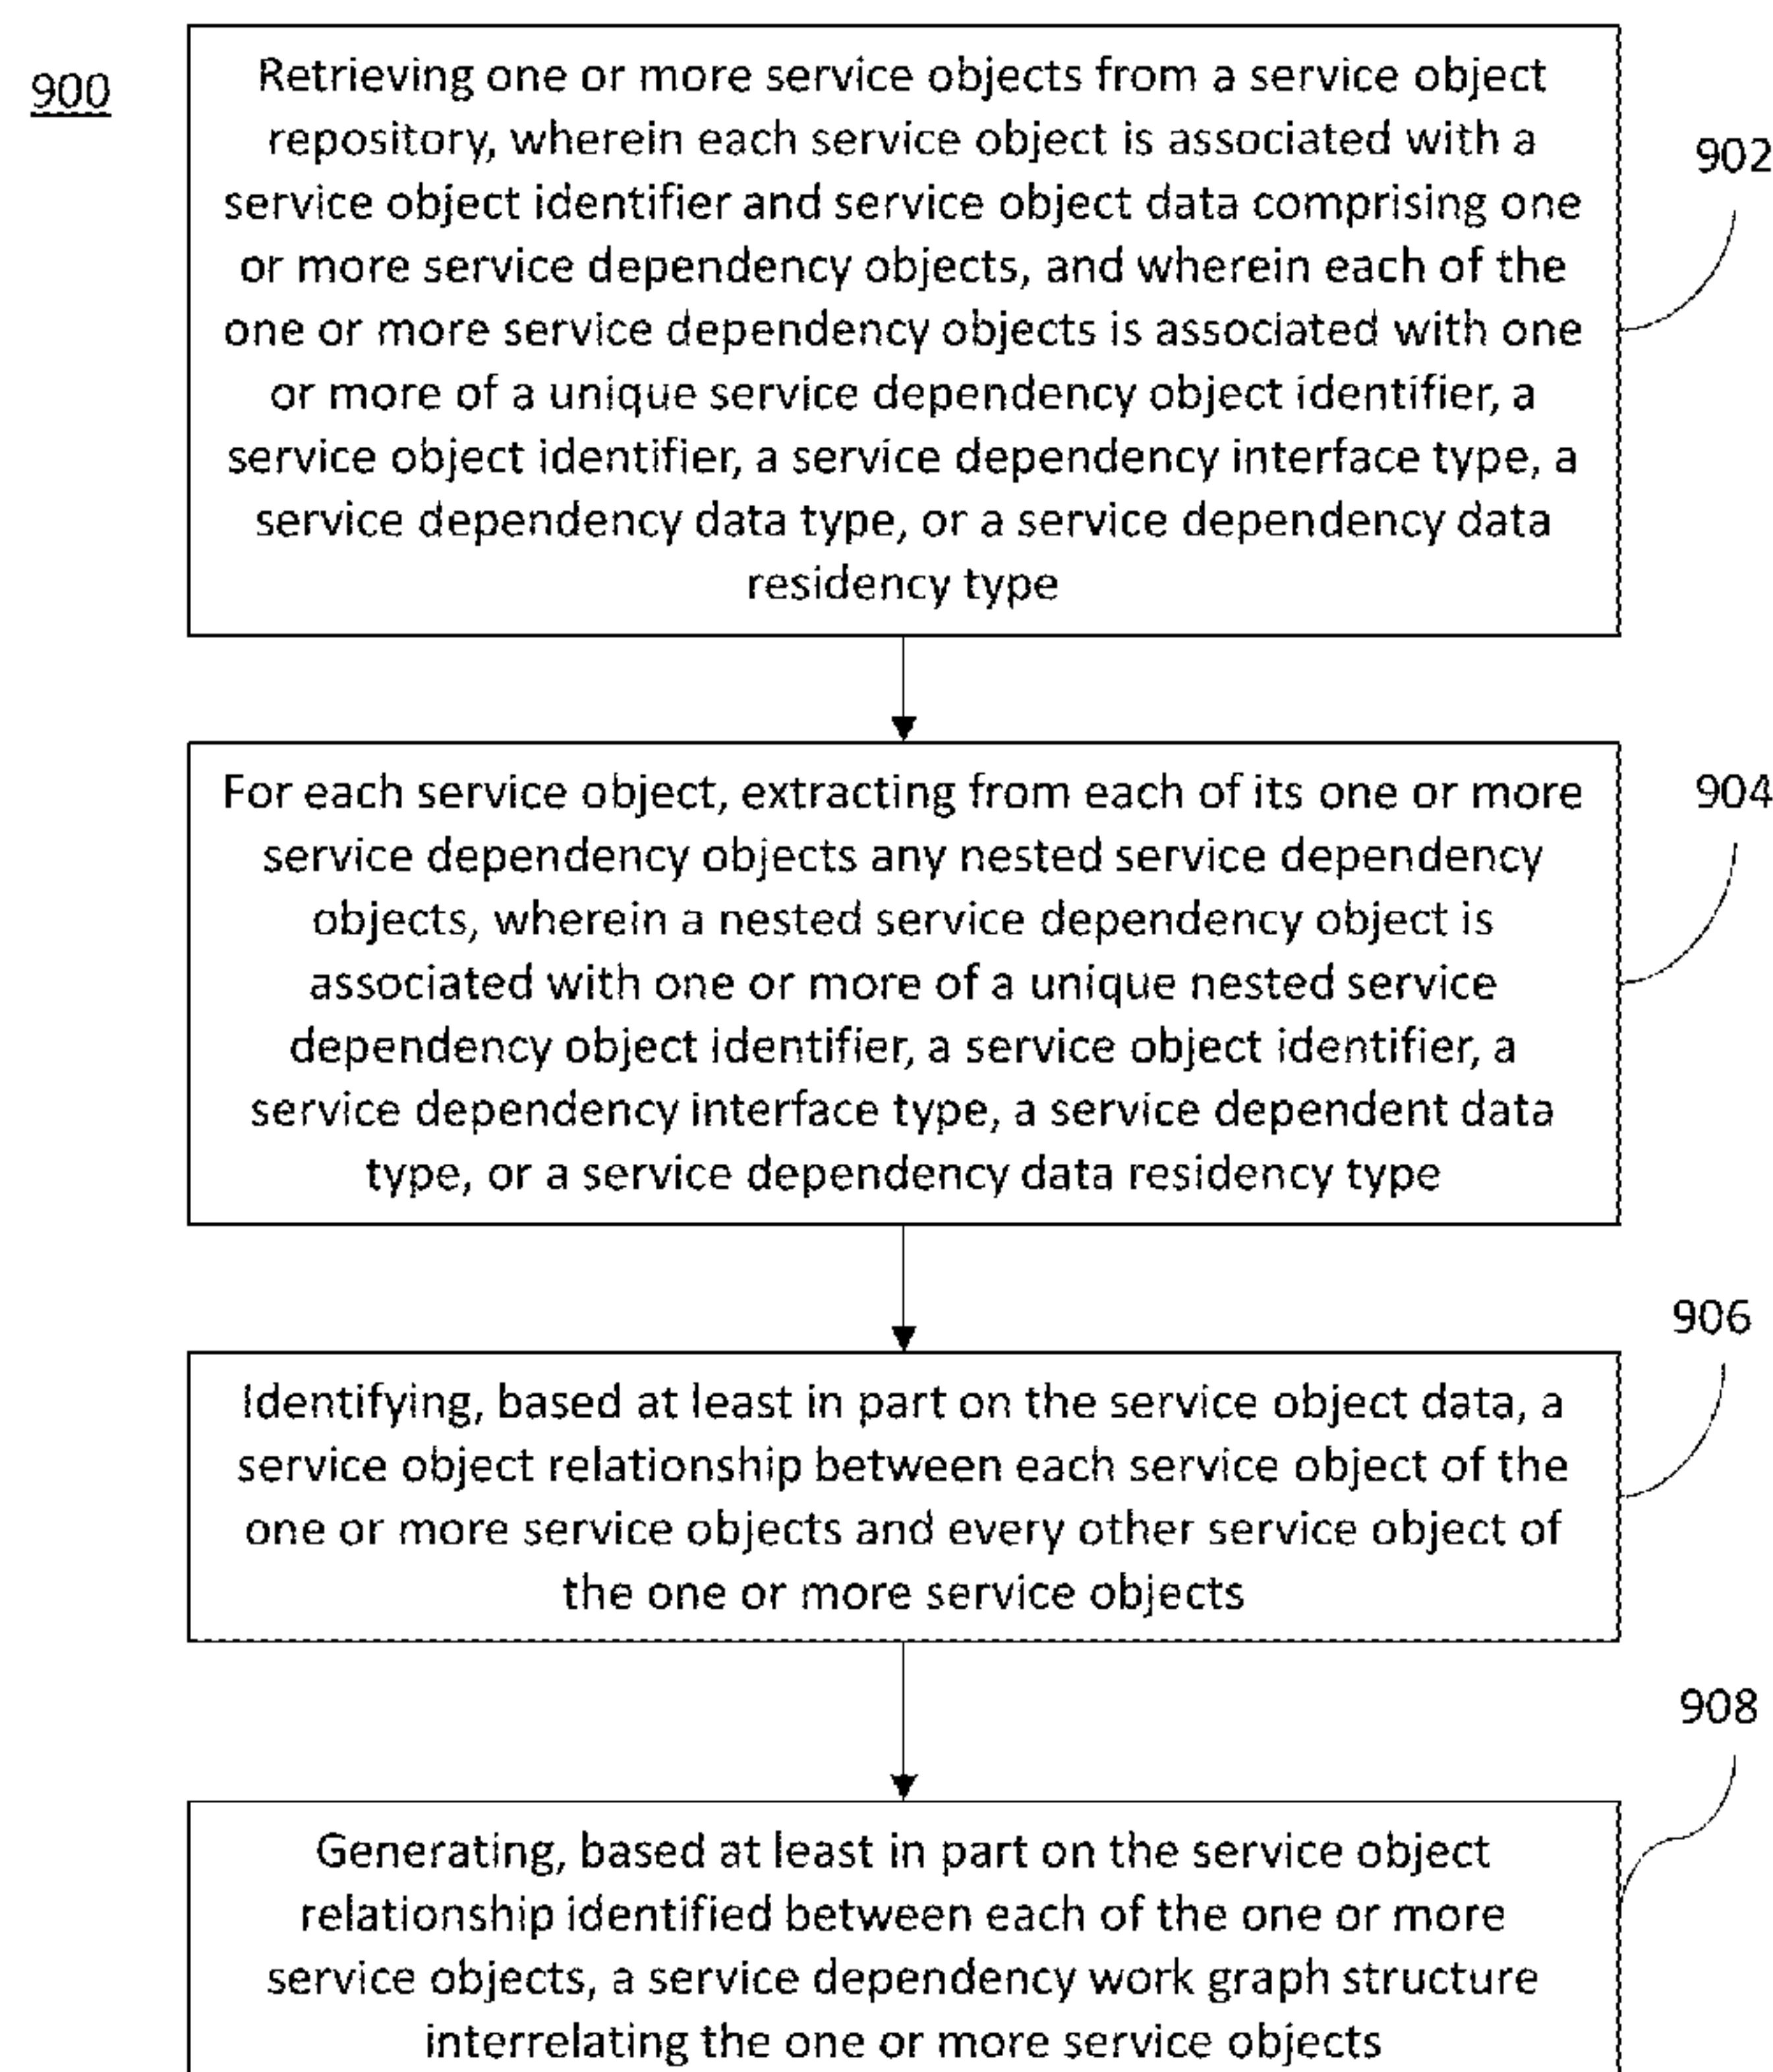 900
Retrieving one or more service objects from a service object
repository, wherein each service object is associated with a
service object identifier and service object data comprising one
or more service dependency objects, and wherein each of the
one or more service dependency objects is associated with one
or more of a unique service dependency object identifier, a
service object identifier, a service dependency interface type, a
service dependency data type, or a service dependency data
residency type
902
For each service object, extracting from each of its one or more
service dependency objects any nested service dependency
objects, wherein a nested service dependency object is
associated with one or more of a unique nested service
dependency object identifier, a service object identifier, a
service dependency interface type, a service dependent data
type, or a service dependency data residency type
904
Identifying, based at least in part on the service object data, a
service object relationship between each service object of the
one or more service objects and every other service object of
the one or more service objects
906
Generating, based at least in part on the service object
relationship identified between each of the one or more
service objects, a service dependency work graph structure
interrelating the one or more service objects
908